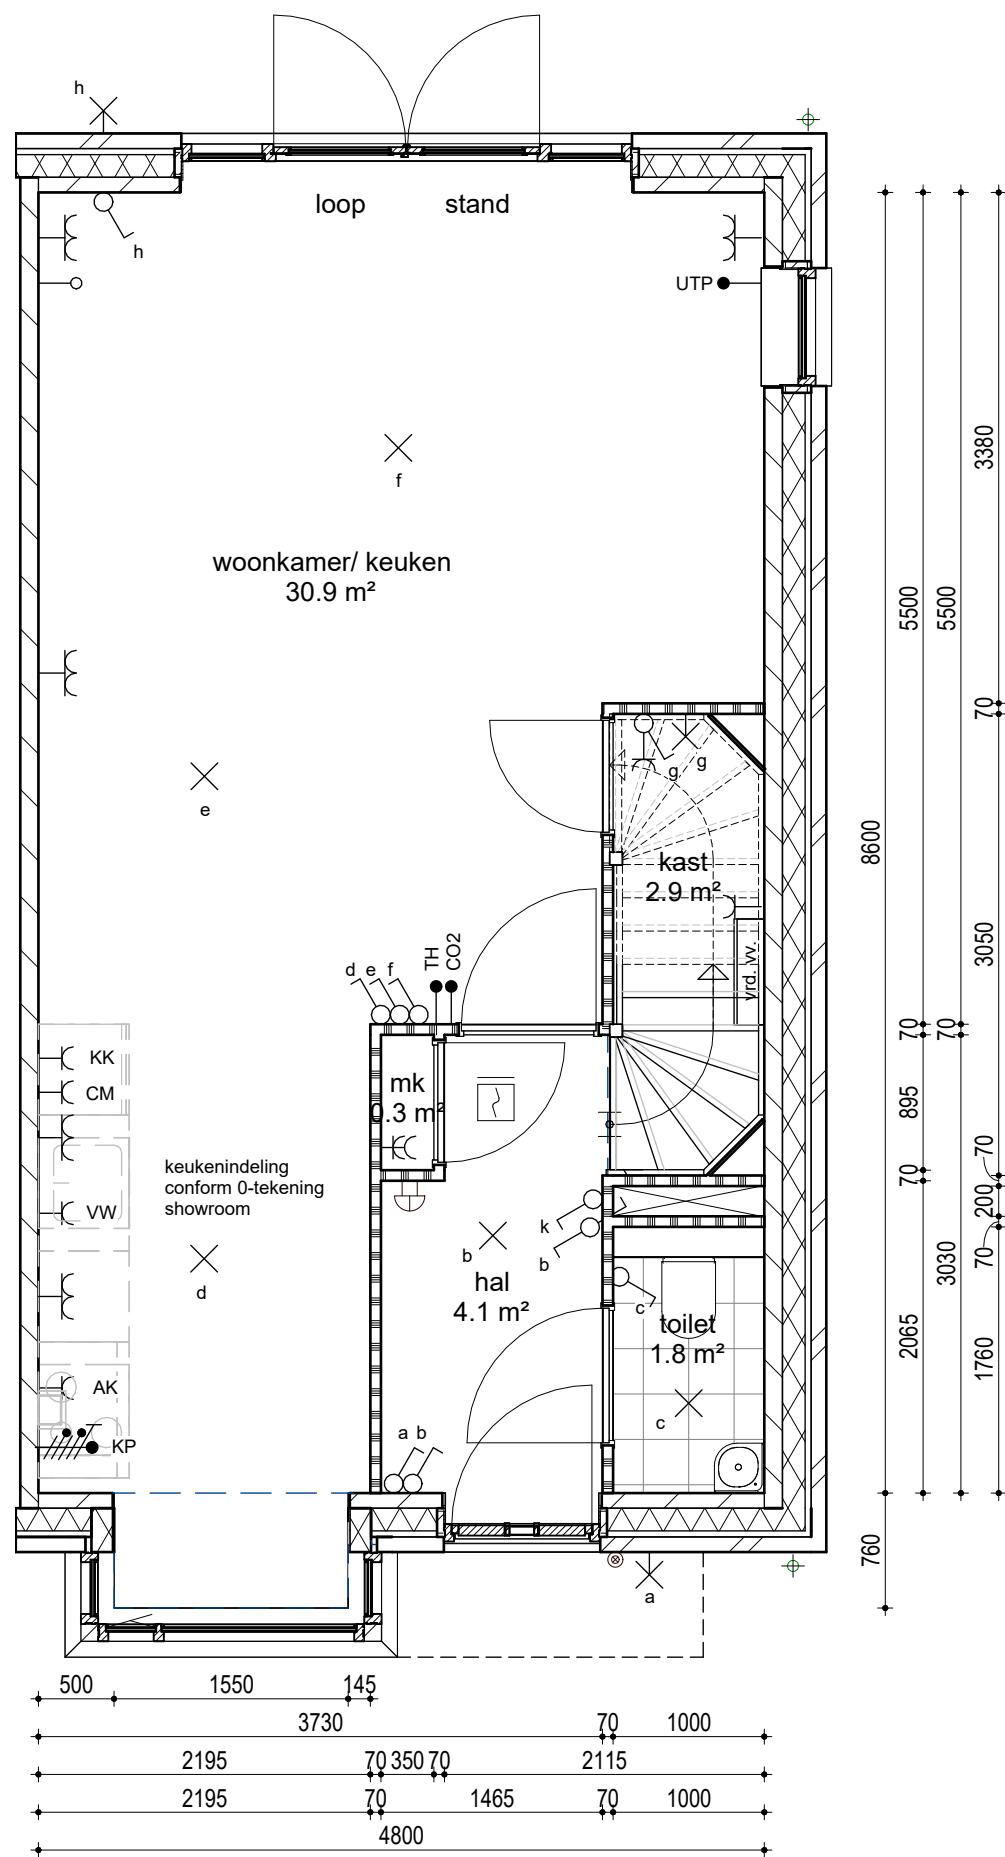 h
loop stand
h
UTP
f
woonkamer/ keuken
30.9 m²
e
g
g
kast
2.9 m²
vrd. vv.
d e f
TH
CO2
KK
CM
mk
0.3 m²
keukenindeling
conform 0-tekening
showroom
VW
k
b
b
d
hal
4.1 m²
c
toilet
1.8 m²
AK
c
KP
a b
a
3380
5500
5500
70
8600
3050
70
70
895
70
70
200
70
3030
2065
1760
760
500 1550 145
3730 70 1000
2195 70 350 70 2115
2195 70 1465 70 1000
4800